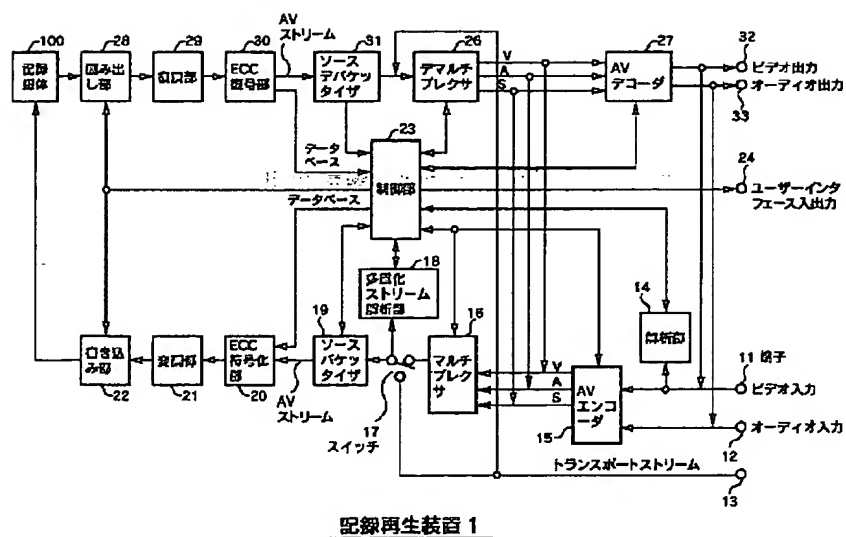 100
28
29
30
AV
ストリーム
31
26
27
32
記録
媒体
読み出
し部
復調部
ECC
復号部
ソース
デパケッ
タイザ
デマルチ
プレクサ
V
A
S
AV
デコーダ
ビデオ出力
オーディオ出力
33
23
データ
ベース
制御部
24
ユーザーインタ
フェース入出力
データベース
18
多重化
ストリーム
解析部
14
解析部
19
16
書き込
み部
変調部
ECC
符号化
部
ソース
パケッ
タイザ
マルチ
プレク
サ
V
A
S
AV
エンコ
ーダ
11 端子
ビデオ入力
22
21
20
AV
ストリーム
17
スイッチ
15
オーディオ入力
12
トランスポートストリーム
13
記録再生装置1